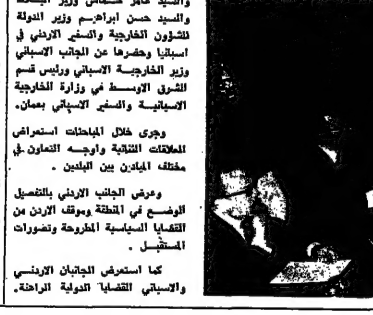 والسيد حسن ابراهيم وزير الدولة
للشؤون الخارجية والسفير الاردني في
اسبانيا وحضرها عن الجانب الاسباني
وزير الخارجية الاسباني ورئيس قسم
الشرق الاوسط في وزارة الخارجية
الاسبانية والسفير الاسباني بعمان.
وجرى خلال المباحثات استعراض
العلاقات الثنائية واوجه التعاون في
مختلف الميادين بين البلدين .
وعرض الجانب الاردني بالتفصيل
الوضع في المنطقة وموقف الاردن من
القضايا السياسية المطروحة وتصورات
المستقبل .
كما استعرض الجانبان الاردني
والاسباني القضايا الدولية الراهنة.